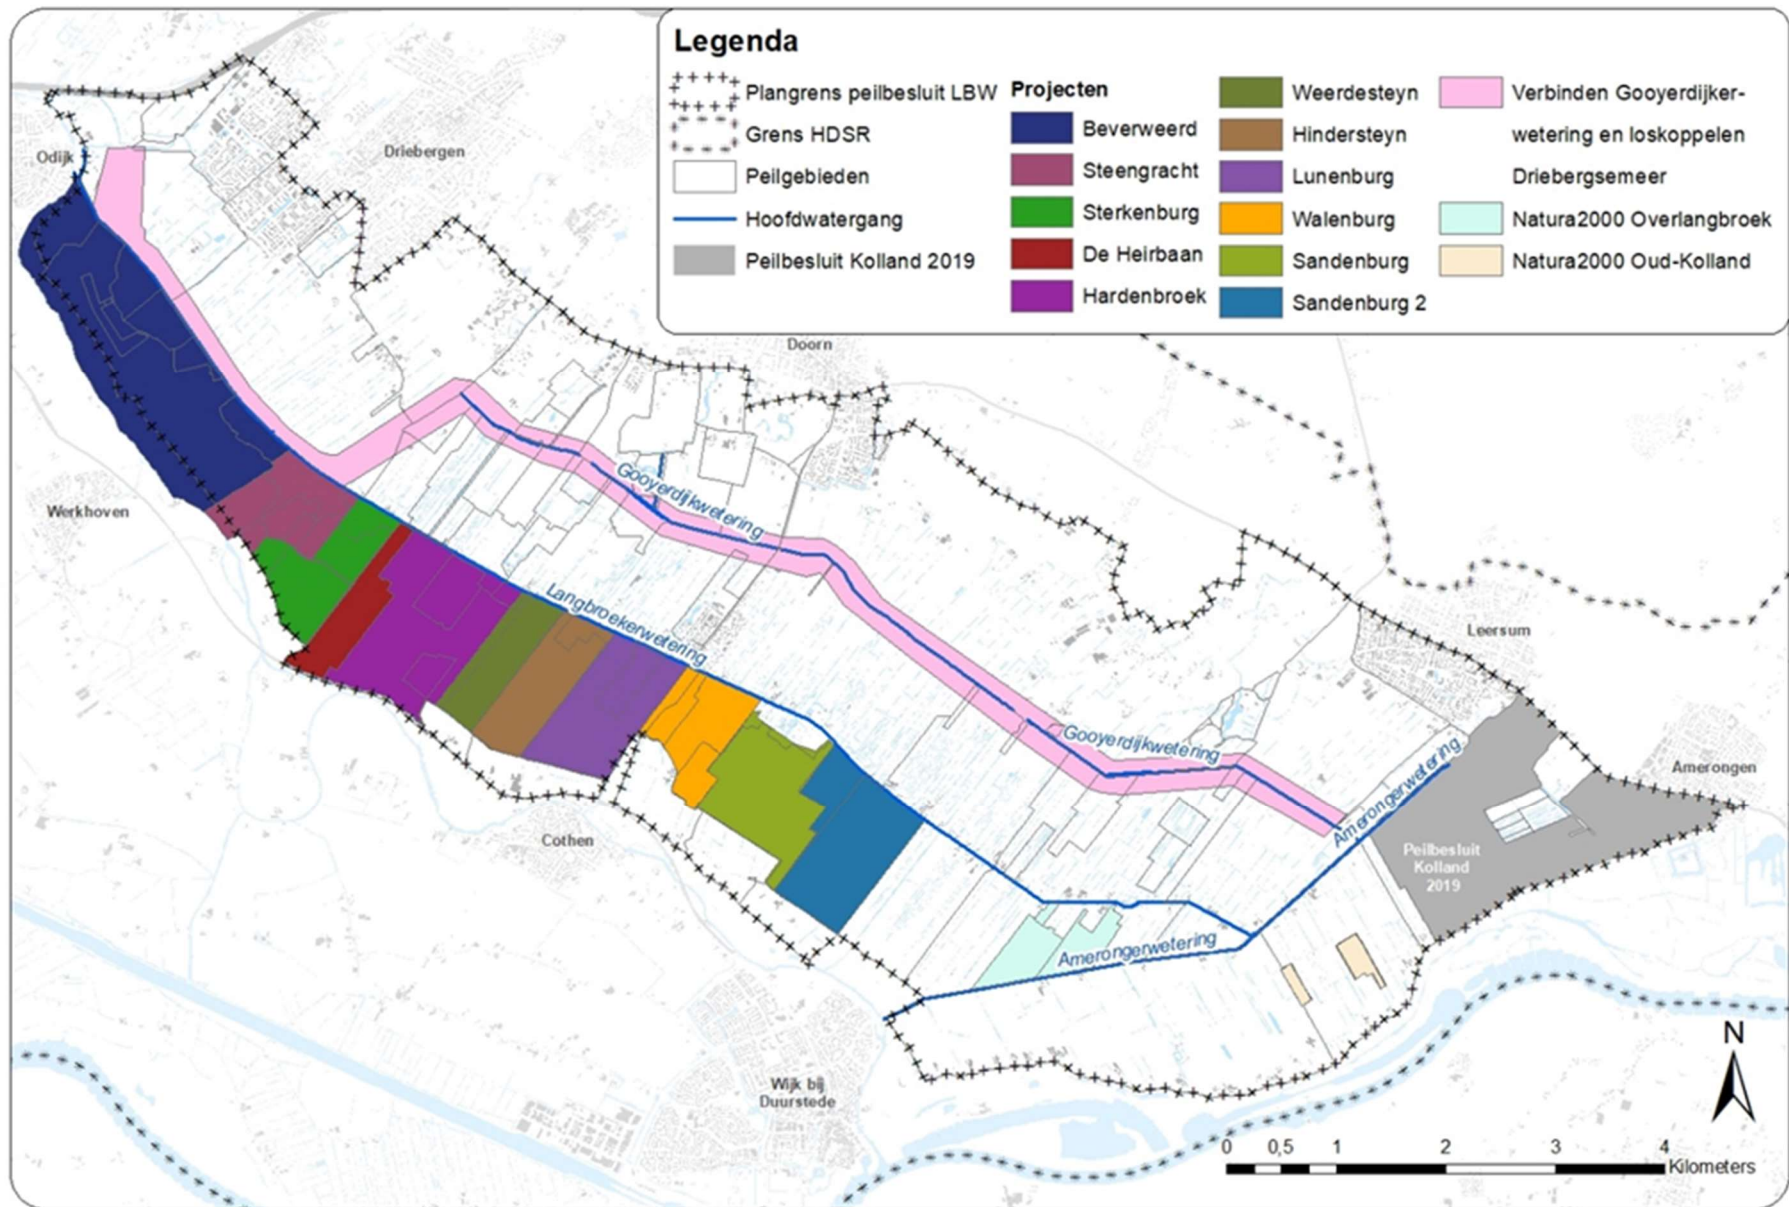 Legenda
Plangrens peilbesluit LBW
Grens HDSR
Peilgebieden
Hoofdwatergang
Peilbesluit Kolland 2019
Projecten
Beverweerd
Steengracht
Sterkenburg
De Heirbaan
Hardenbroek
Weerdesteyn
Hindersteyn
Lunenburg
Walenburg
Sandenburg
Sandenburg 2
Verbinden Gooyerdijker-
wetering en loskoppelen
Driebergsemeer
Natura2000 Overlangbroek
Natura2000 Oud-Kolland
Odijk
Driebergen
Doorn
Werkhoven
Gooyerdijkwetering
Langbroekerwetering
Leersum
Gooyerdijkwetering
Amerongerwetering
Amerongen
Cothen
Peilbesluit
Kolland
2019
Amerongerwetering
Wijk bij
Duurstede
N
0 0,5 1 2 3 4
Kilometers